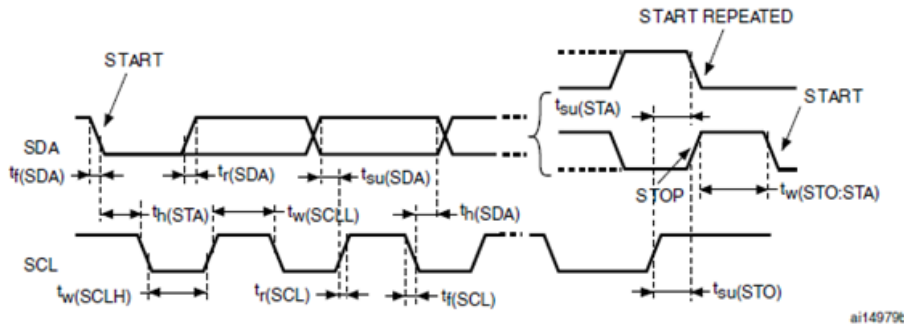 START REPEATED
START
tsu(STA)
START
SDA
tf(SDA)
tr(SDA)
tsu(SDA)
STOP
tw(STO:STA)
th(STA)
tw(SCLL)
th(SDA)
SCL
tw(SCLH)
tr(SCL)
tf(SCL)
tsu(STO)
ai14979b